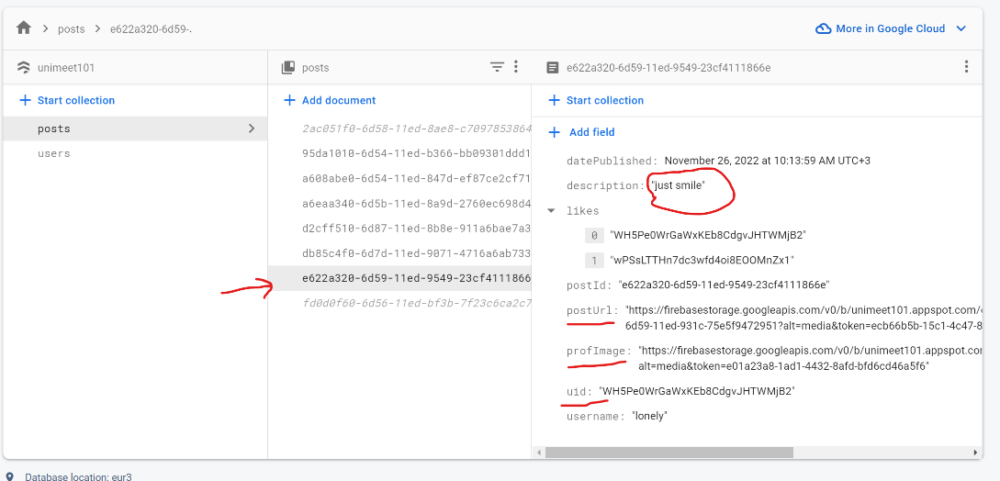 posts
e622a320-6d59-.
More in Google Cloud
unimeet101
posts
e622a320-6d59-11ed-9549-23cf4111866e
Start collection
Add document
Start collection
posts
users
2ac051f0-6d58-11ed-8ae8-c7097853864
95da1010-6d54-11ed-b366-bb09301ddd1
a608abe0-6d54-11ed-847d-ef87ce2cf71
a6eaa340-6d5b-11ed-8a9d-2760ec698d4
d2cff510-6d87-11ed-8b8e-911a6bae7a3
db85c4f0-6d7d-11ed-9071-4716a6ab733
e622a320-6d59-11ed-9549-23cf4111866
fd0d0f60-6d56-11ed-bf3b-7f23c6ca2c7
Add field
datePublished: November 26, 2022 at 10:13:59 AM UTC+3
description: "just smile"
likes
0 "WH5Pe0WrGaWxKEb8CdgvJHTWMjB2"
1 "wPSsLTTHn7dc3wfd4oi8EOOMnZx1"
postId: "e622a320-6d59-11ed-9549-23cf4111866e"
postUrl: "https://firebasestorage.googleapis.com/v0/b/unimeet101.appspot.com/
6d59-11ed-931c-75e5f9472951?alt=media&token=ecb66b5b-15c1-4c47-8
profImage: "https://firebasestorage.googleapis.com/v0/b/unimeet101.appspot.com
alt=media&token=e01a23a8-1ad1-4432-8afd-bfd6cd46a5f6"
uid: "WH5Pe0WrGaWxKEb8CdgvJHTWMjB2"
username: "lonely"
Database location: eur3